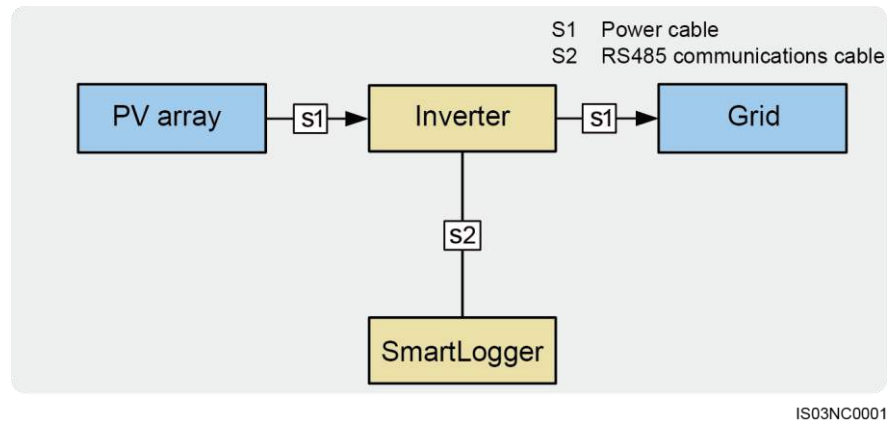 S1 Power cable
S2 RS485 communications cable
PV array
s1
Inverter
s1
Grid
s2
SmartLogger
IS03NC0001